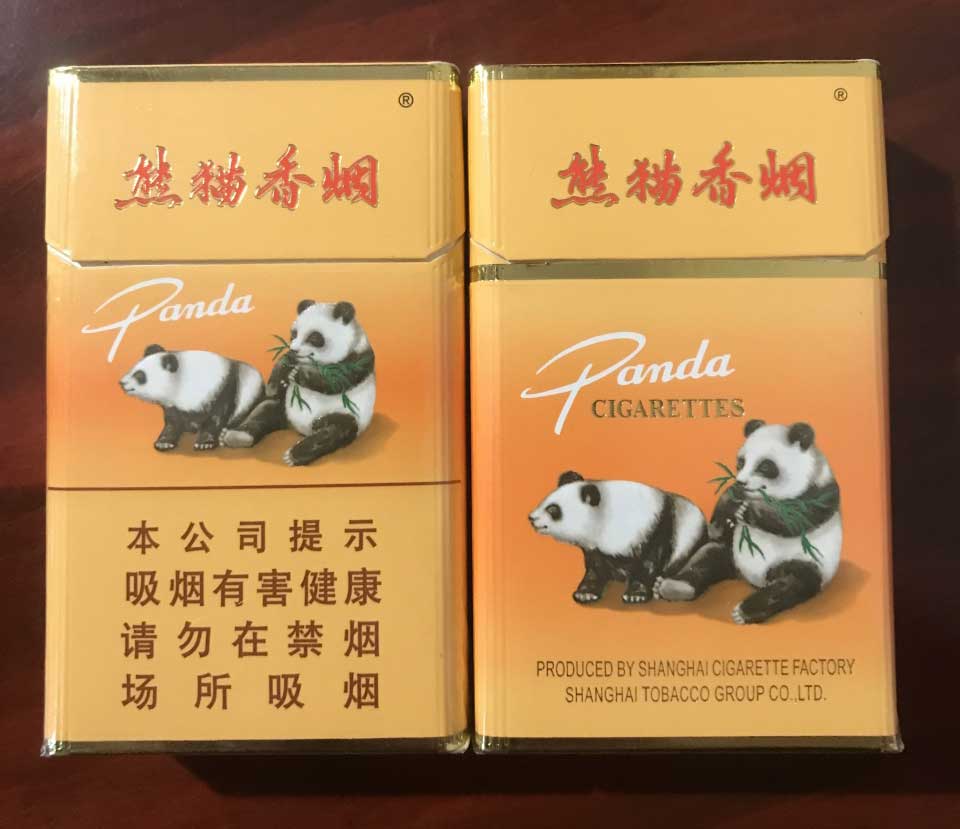 熊猫香烟®
Panda
本公司提示
吸烟有害健康
请勿在禁烟
场所吸烟
熊猫香烟®
Panda
CIGARETTES
PRODUCED BY SHANGHAI CIGARETTE FACTORY
SHANGHAI TOBACCO GROUP CO.,LTD.